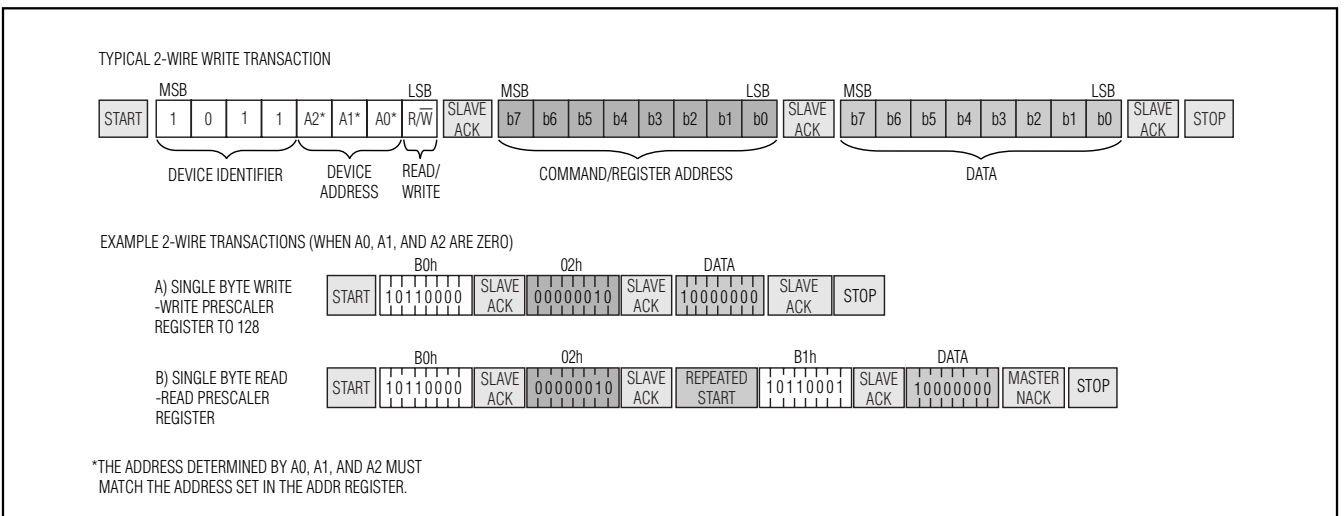 TYPICAL 2-WIRE WRITE TRANSACTION
MSB LSB MSB LSB MSB LSB
START 1 0 1 1 A2* A1* A0* R/W̅ SLAVE ACK b7 b6 b5 b4 b3 b2 b1 b0 SLAVE ACK b7 b6 b5 b4 b3 b2 b1 b0 SLAVE ACK STOP
DEVICE IDENTIFIER DEVICE ADDRESS READ/WRITE COMMAND/REGISTER ADDRESS DATA
EXAMPLE 2-WIRE TRANSACTIONS (WHEN A0, A1, AND A2 ARE ZERO)
B0h 02h DATA
A) SINGLE BYTE WRITE
-WRITE PRESCALER
REGISTER TO 128
START 10110000 SLAVE ACK 00000010 SLAVE ACK 10000000 SLAVE ACK STOP
B0h 02h B1h DATA
B) SINGLE BYTE READ
-READ PRESCALER
REGISTER
START 10110000 SLAVE ACK 00000010 SLAVE ACK REPEATED START 10110001 SLAVE ACK 10000000 MASTER NACK STOP
*THE ADDRESS DETERMINED BY A0, A1, AND A2 MUST
MATCH THE ADDRESS SET IN THE ADDR REGISTER.